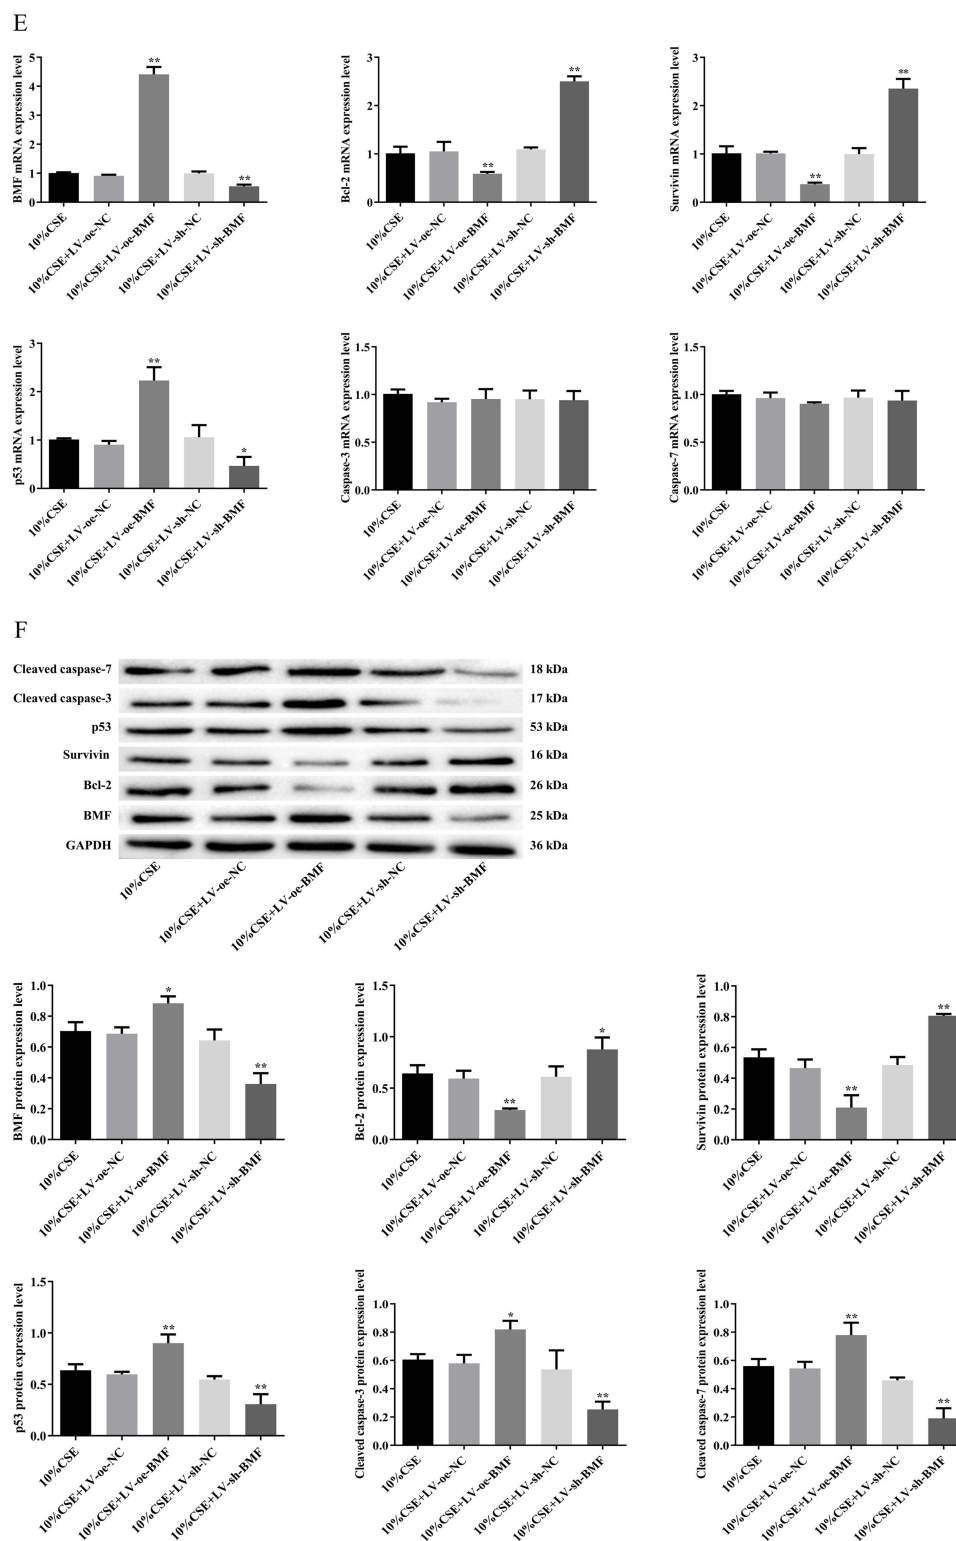 E
BMF mRNA expression level
5
4
3
2
1
0
**
**
10%CSE
10%CSE+LV-oe-NC
10%CSE+LV-oe-BMF
10%CSE+LV-sh-NC
10%CSE+LV-sh-BMF
Bcl-2 mRNA expression level
3
2
1
0
**
**
10%CSE
10%CSE+LV-oe-NC
10%CSE+LV-oe-BMF
10%CSE+LV-sh-NC
10%CSE+LV-sh-BMF
Survivin mRNA expression level
3
2
1
0
**
**
10%CSE
10%CSE+LV-oe-NC
10%CSE+LV-oe-BMF
10%CSE+LV-sh-NC
10%CSE+LV-sh-BMF
p53 mRNA expression level
3
2
1
0
**
*
10%CSE
10%CSE+LV-oe-NC
10%CSE+LV-oe-BMF
10%CSE+LV-sh-NC
10%CSE+LV-sh-BMF
Caspase-3 mRNA expression level
1.5
1.0
0.5
0.0
10%CSE
10%CSE+LV-oe-NC
10%CSE+LV-oe-BMF
10%CSE+LV-sh-NC
10%CSE+LV-sh-BMF
Caspase-7 mRNA expression level
1.5
1.0
0.5
0.0
10%CSE
10%CSE+LV-oe-NC
10%CSE+LV-oe-BMF
10%CSE+LV-sh-NC
10%CSE+LV-sh-BMF
F
Cleaved caspase-7 18 kDa
Cleaved caspase-3 17 kDa
p53 53 kDa
Survivin 16 kDa
Bcl-2 26 kDa
BMF 25 kDa
GAPDH 36 kDa
10%CSE
10%CSE+LV-oe-NC
10%CSE+LV-oe-BMF
10%CSE+LV-sh-NC
10%CSE+LV-sh-BMF
BMF protein expression level
1.0
0.8
0.6
0.4
0.2
0.0
*
**
10%CSE
10%CSE+LV-oe-NC
10%CSE+LV-oe-BMF
10%CSE+LV-sh-NC
10%CSE+LV-sh-BMF
Bcl-2 protein expression level
1.5
1.0
0.5
0.0
**
*
10%CSE
10%CSE+LV-oe-NC
10%CSE+LV-oe-BMF
10%CSE+LV-sh-NC
10%CSE+LV-sh-BMF
Survivin protein expression level
1.0
0.8
0.6
0.4
0.2
0.0
**
**
10%CSE
10%CSE+LV-oe-NC
10%CSE+LV-oe-BMF
10%CSE+LV-sh-NC
10%CSE+LV-sh-BMF
p53 protein expression level
1.5
1.0
0.5
0.0
**
**
10%CSE
10%CSE+LV-oe-NC
10%CSE+LV-oe-BMF
10%CSE+LV-sh-NC
10%CSE+LV-sh-BMF
Cleaved caspase-3 protein expression level
1.0
0.8
0.6
0.4
0.2
0.0
*
**
10%CSE
10%CSE+LV-oe-NC
10%CSE+LV-oe-BMF
10%CSE+LV-sh-NC
10%CSE+LV-sh-BMF
Cleaved caspase-7 protein expression level
1.0
0.8
0.6
0.4
0.2
0.0
**
**
10%CSE
10%CSE+LV-oe-NC
10%CSE+LV-oe-BMF
10%CSE+LV-sh-NC
10%CSE+LV-sh-BMF